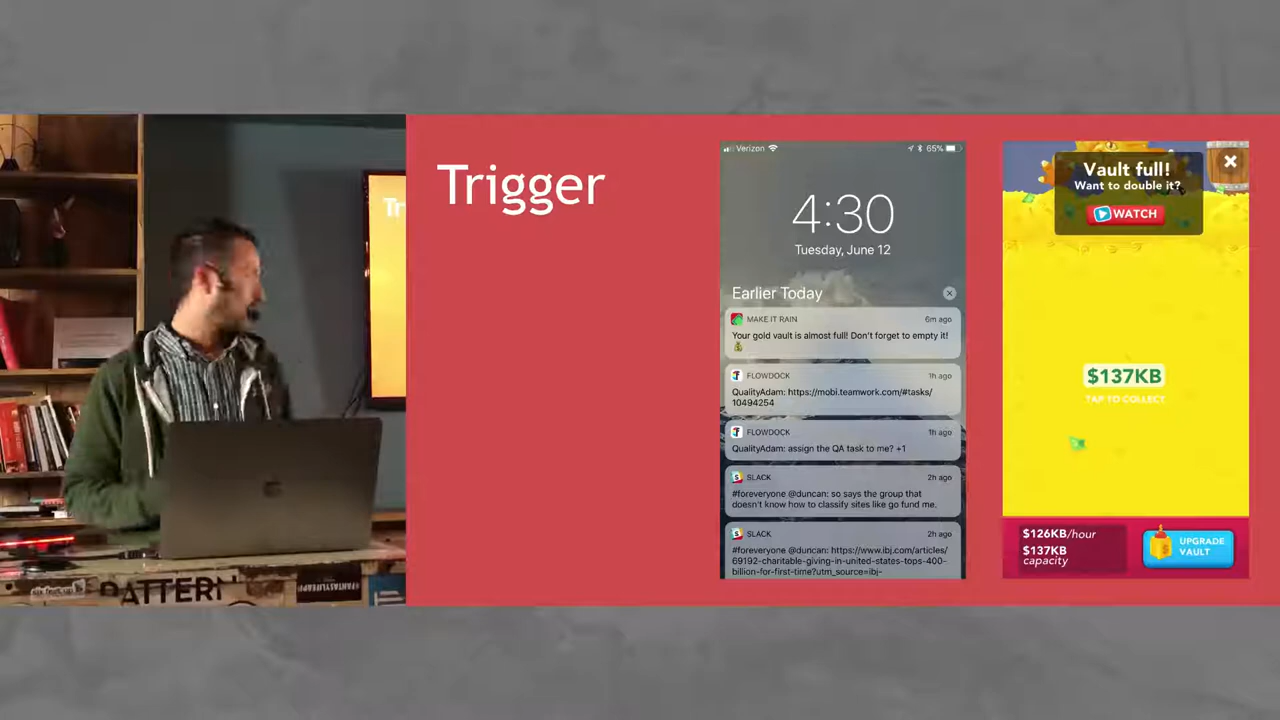 Tr
PATTERN
Trigger
Verizon
65%
4:30
Tuesday, June 12
Earlier Today
MAKE IT RAIN
6m ago
Your gold vault is almost full! Don't forget to empty it!
FLOWDOCK
1h ago
QualityAdam: https://mobi.teamwork.com/#tasks/
10494254
FLOWDOCK
1h ago
QualityAdam: assign the QA task to me? +1
SLACK
2h ago
#foreveryone @duncan: so says the group that
doesn't know how to classify sites like go fund me.
SLACK
2h ago
#foreveryone @duncan: https://www.ibj.com/articles/
69192-charitable-giving-in-united-states-tops-400-
billion-for-first-time?utm_source=ibj-
Vault full!
Want to double it?
WATCH
$137KB
TAP TO COLLECT
$126KB/hour
$137KB
capacity
UPGRADE
VAULT